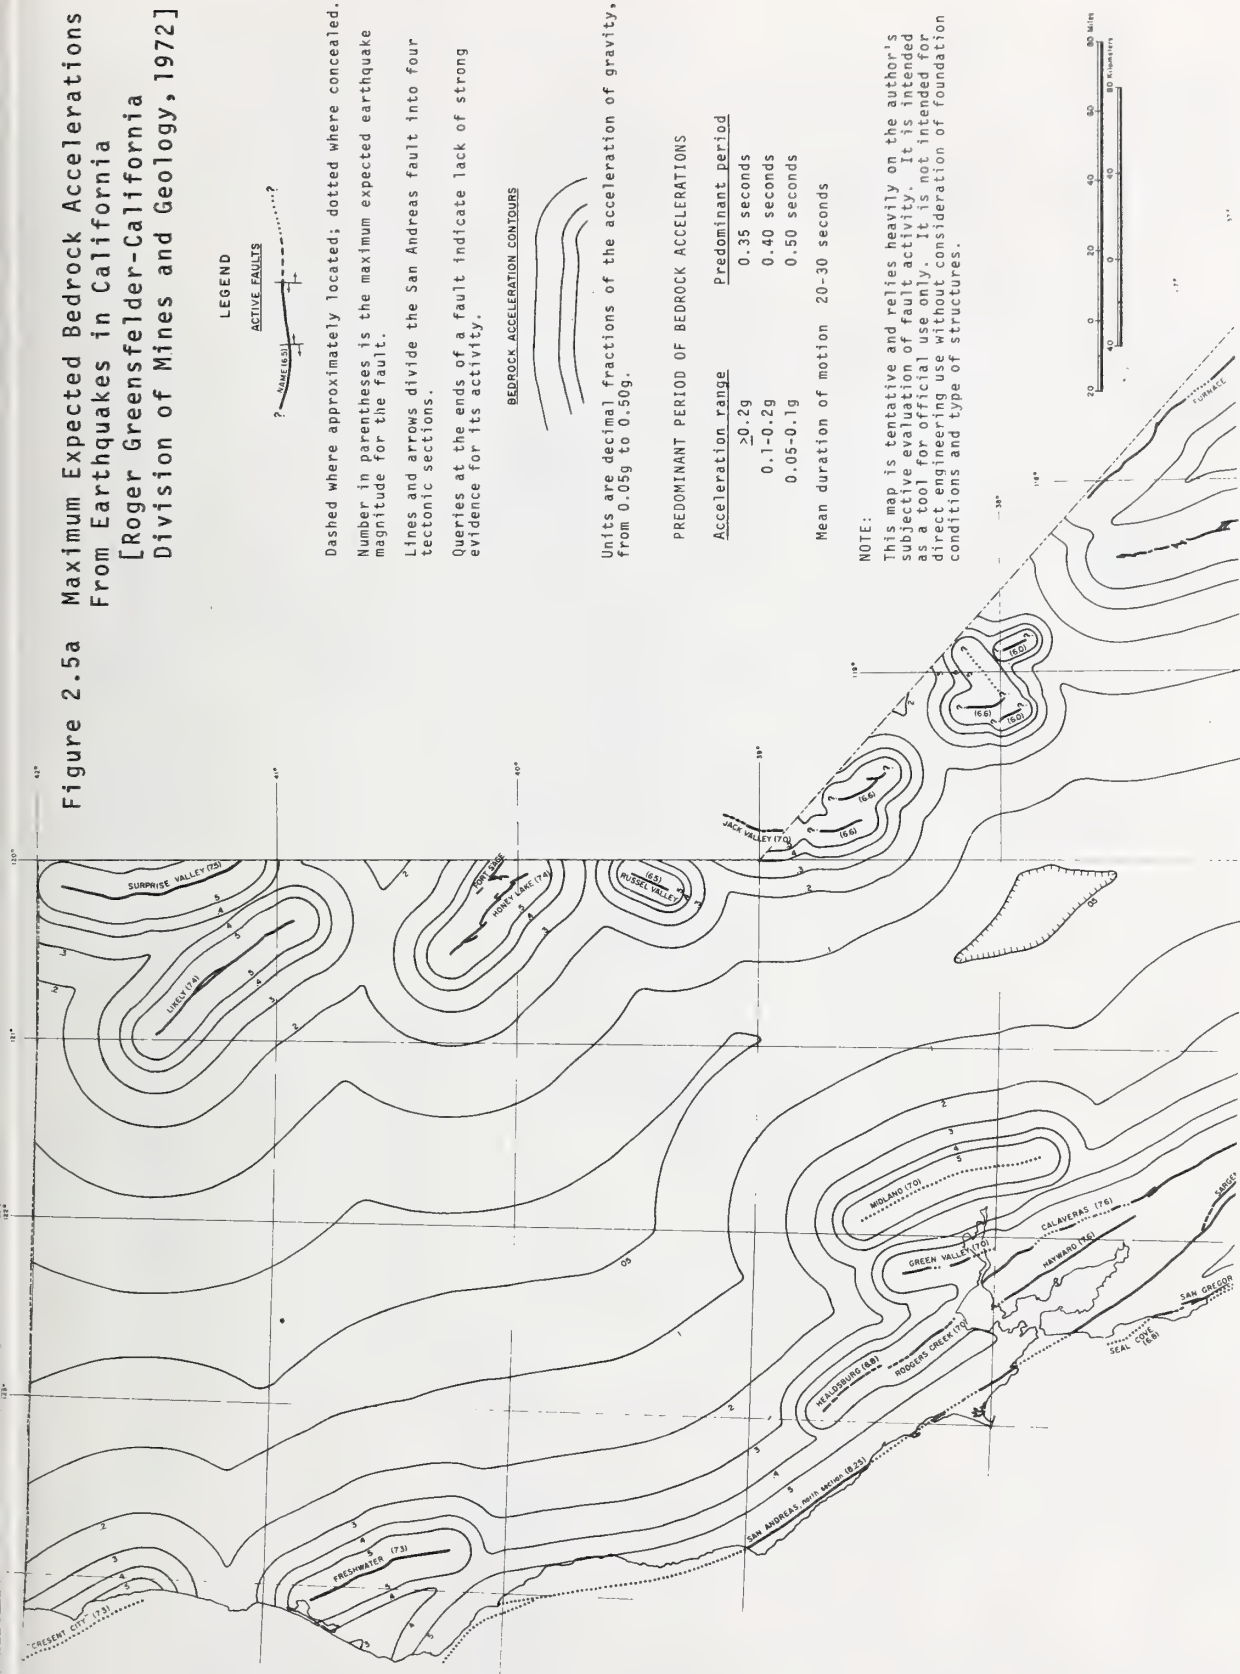 Figure 2.5a Maximum Expected Bedrock Accelerations
From Earthquakes in California
[Roger Greensfelder-California
Division of Mines and Geology, 1972]
LEGEND
ACTIVE FAULTS
? NAME (6.5) ?
Dashed where approximately located; dotted where concealed.
Number in parentheses is the maximum expected earthquake
magnitude for the fault.
Lines and arrows divide the San Andreas fault into four
tectonic sections.
Queries at the ends of a fault indicate lack of strong
evidence for its activity.
BEDROCK ACCELERATION CONTOURS
Units are decimal fractions of the acceleration of gravity,
from 0.05g to 0.50g.
PREDOMINANT PERIOD OF BEDROCK ACCELERATIONS
Acceleration range Predominant period
≥0.2g 0.35 seconds
0.1-0.2g 0.40 seconds
0.05-0.1g 0.50 seconds
Mean duration of motion 20-30 seconds
NOTE:
This map is tentative and relies heavily on the author's
subjective evaluation of fault activity. It is intended
as a tool for official use only. It is not intended for
direct engineering use without consideration of foundation
conditions and type of structures.
20 0 20 40 60 80 Miles
40 0 40 80 Kilometers
42°
41°
40°
39°
38°
118°
119°
120°
121°
122°
123°
SURPRISE VALLEY (7.5)
LIKELY (7.4)
FORT SAGE
HONEY LAKE (7.4)
(6.5)
RUSSEL VALLEY
JACK VALLEY (7.0)
(6.6)
(6.6)
(6.6)
(6.0)
(6.0)
FURNACE
MIDLAND (7.0)
GREEN VALLEY (7.0)
CALAVERAS (7.6)
HAYWARD (7.6)
HEALDSBURG (6.8)
RODGERS CREEK (7.0)
SAN ANDREAS, north section (8.25)
SEAL COVE
(6.8)
SAN GREGOR
SARGE
FRESHWATER (7.3)
"CRESENT CITY" (7.3)
.05
.05